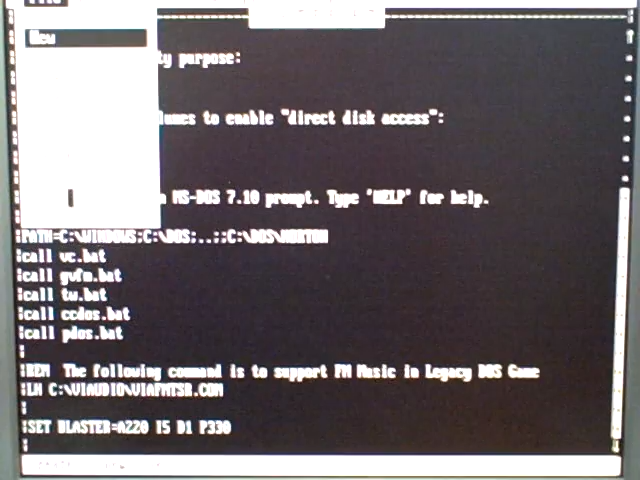 File
New
ty purpose:
lumes to enable "direct disk access":
n MS-DOS 7.10 prompt. Type 'HELP' for help.
PATH=C:\WINDOWS;C:\DOS;..;;C:\DOS\NORTON
call vc.bat
call gvfm.bat
call tw.bat
call ccdos.bat
call pdos.bat
REM The following command is to support FM Music in Legacy DOS Game
LH C:\VIAUDIO\VIAFMTSR.COM
SET BLASTER=A220 I5 D1 P330